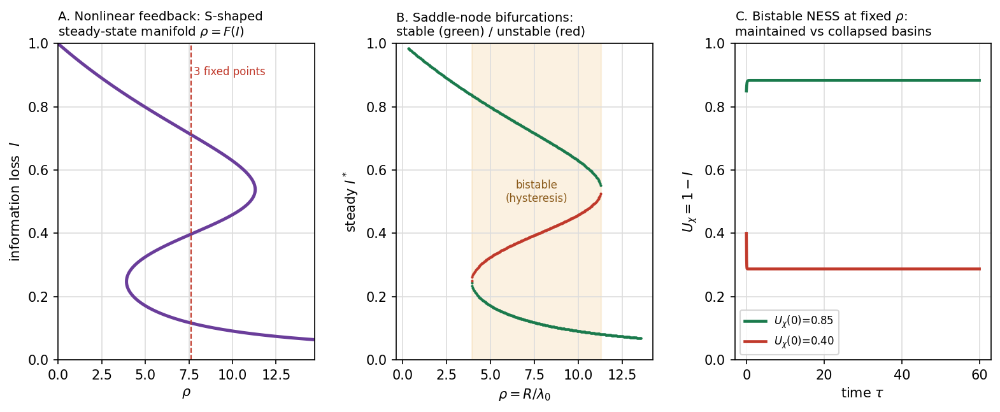 A. Nonlinear feedback: S-shaped
steady-state manifold ρ = F(I)
1.0
0.8
0.6
0.4
0.2
0.0
0.0 2.5 5.0 7.5 10.0 12.5
information loss I
ρ
3 fixed points
B. Saddle-node bifurcations:
stable (green) / unstable (red)
1.0
0.8
0.6
0.4
0.2
0.0
0.0 2.5 5.0 7.5 10.0 12.5
steady I*
ρ = R/λ₀
bistable
(hysteresis)
C. Bistable NESS at fixed ρ:
maintained vs collapsed basins
1.0
0.8
0.6
0.4
0.2
0.0
0 20 40 60
Uχ = 1 − I
time τ
Uχ(0)=0.85
Uχ(0)=0.40